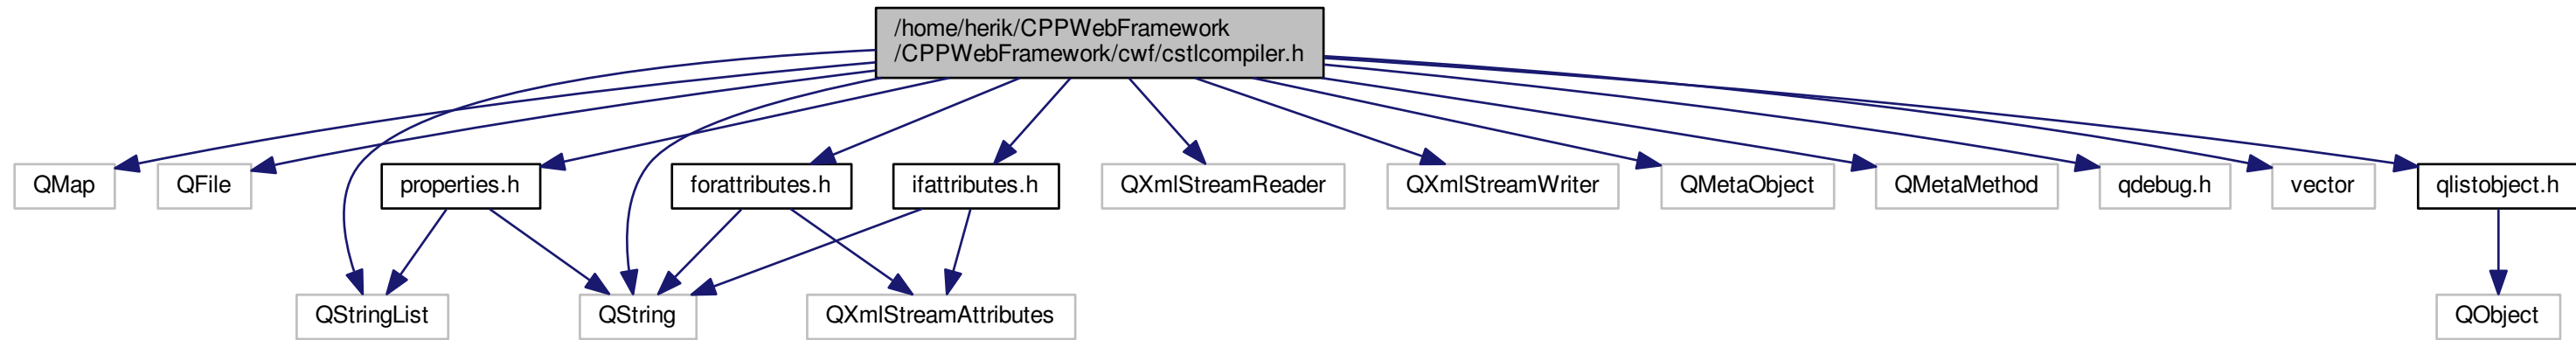 /home/herik/CPPWebFramework
/CPPWebFramework/cwf/cstlcompiler.h
QMap
QFile
properties.h
forattributes.h
ifattributes.h
QXmlStreamReader
QXmlStreamWriter
QMetaObject
QMetaMethod
qdebug.h
vector
qlistobject.h
QStringList
QString
QXmlStreamAttributes
QObject